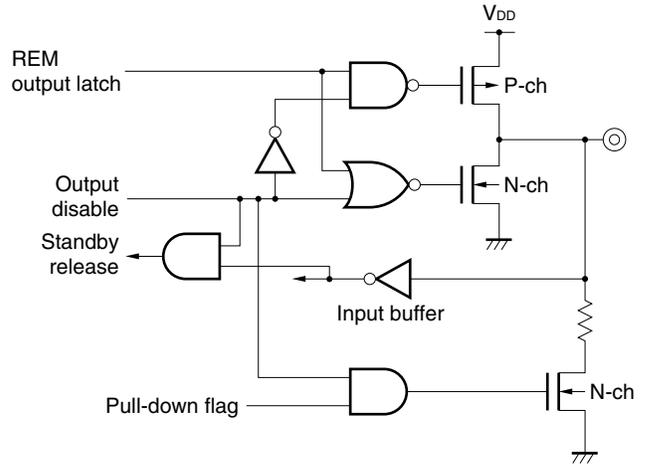 VDD
REM
output latch
P-ch
Output
disable
N-ch
Standby
release
Input buffer
Pull-down flag
N-ch